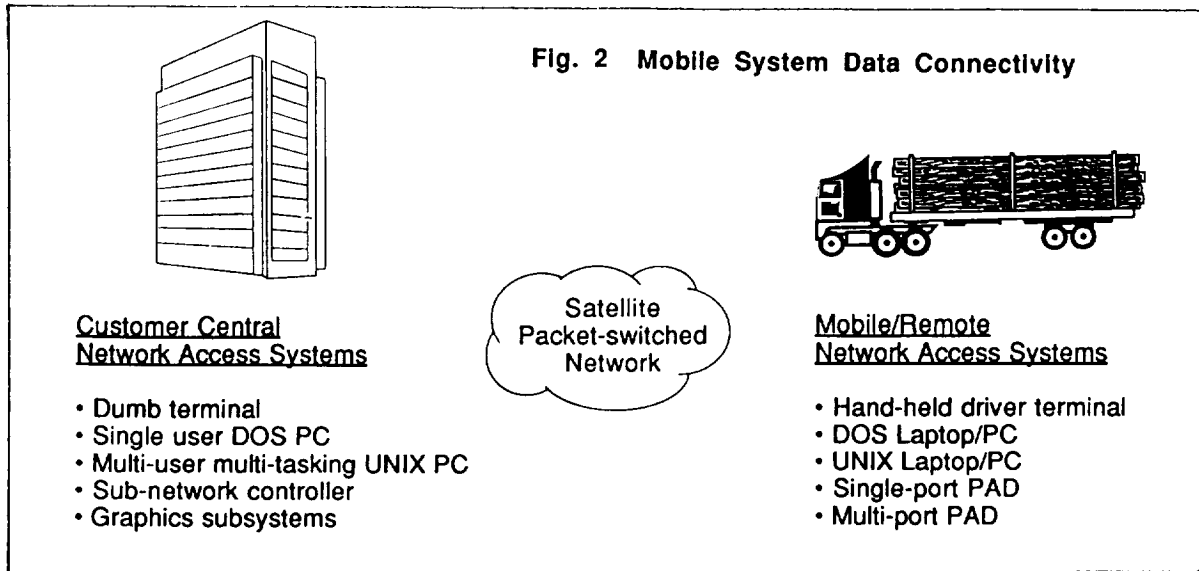 Fig. 2 Mobile System Data Connectivity
Satellite
Packet-switched
Network
Customer Central
Network Access Systems
• Dumb terminal
• Single user DOS PC
• Multi-user multi-tasking UNIX PC
• Sub-network controller
• Graphics subsystems
Mobile/Remote
Network Access Systems
• Hand-held driver terminal
• DOS Laptop/PC
• UNIX Laptop/PC
• Single-port PAD
• Multi-port PAD